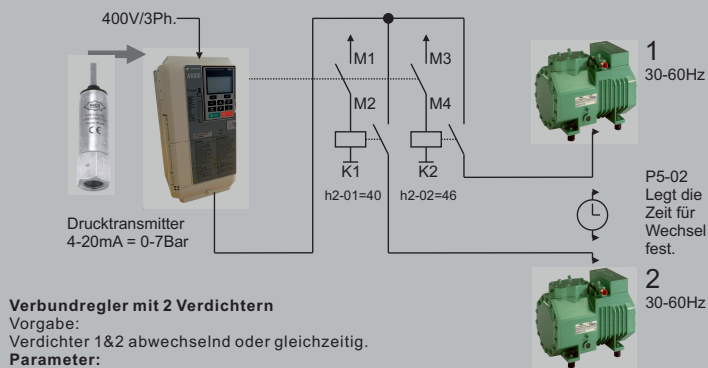 400V/3Ph.
A1000
CE
Drucktransmitter
4-20mA = 0-7Bar
M1
M2
K1
h2-01=40
M3
M4
K2
h2-02=46
1
30-60Hz
P5-02
Legt die
Zeit für
Wechsel
fest.
2
30-60Hz
Verbundregler mit 2 Verdichtern
Vorgabe:
Verdichter 1&2 abwechselnd oder gleichzeitig.
Parameter: